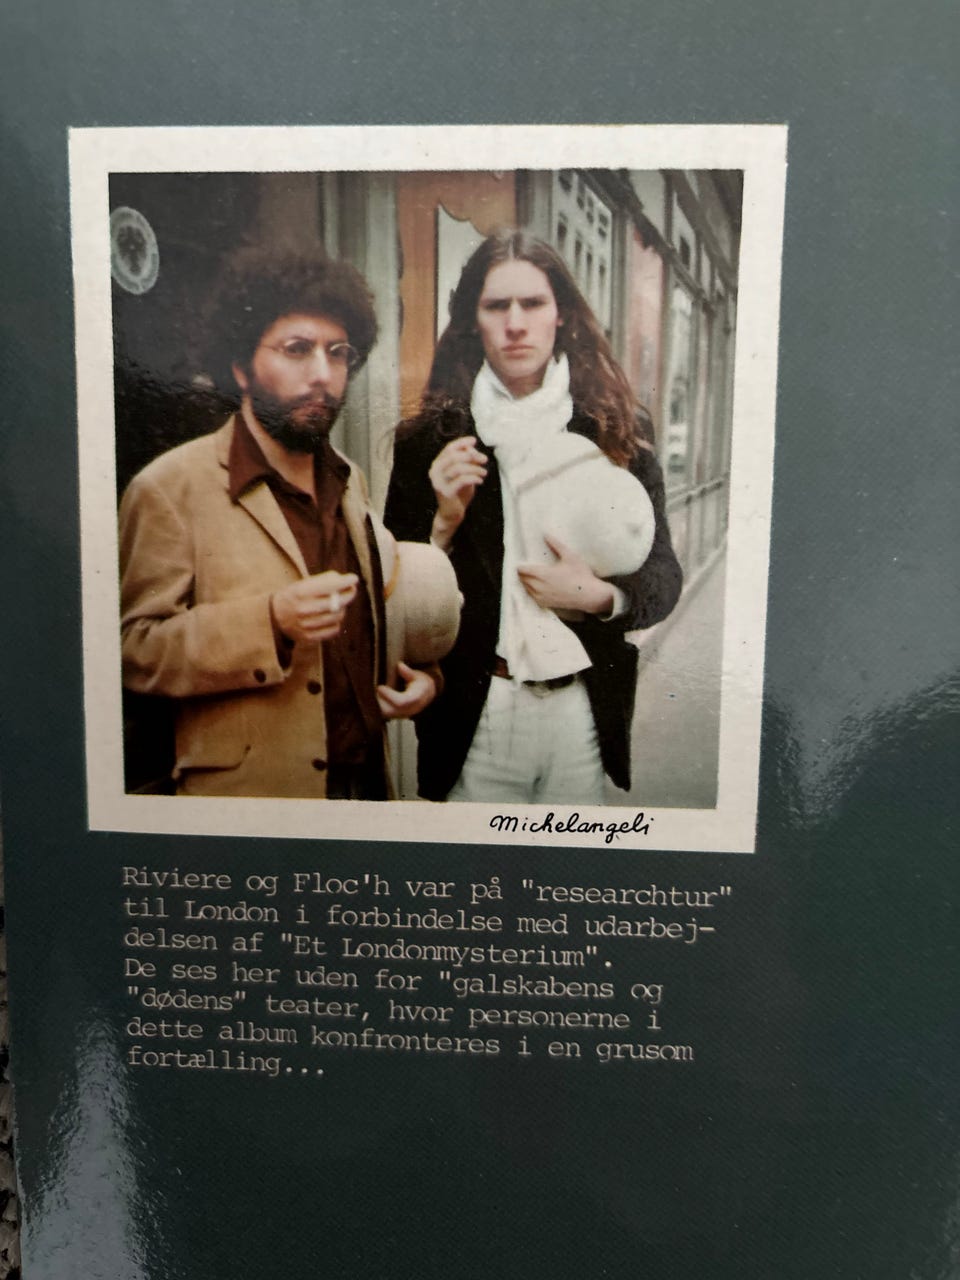 Michelangeli
Riviere og Floc'h var på "researchtur"
til London i forbindelse med udarbej-
delsen af "Et Londonmysterium".
De ses her uden for "galskabens og
"dødens" teater, hvor personerne i
dette album konfronteres i en grusom
fortælling...